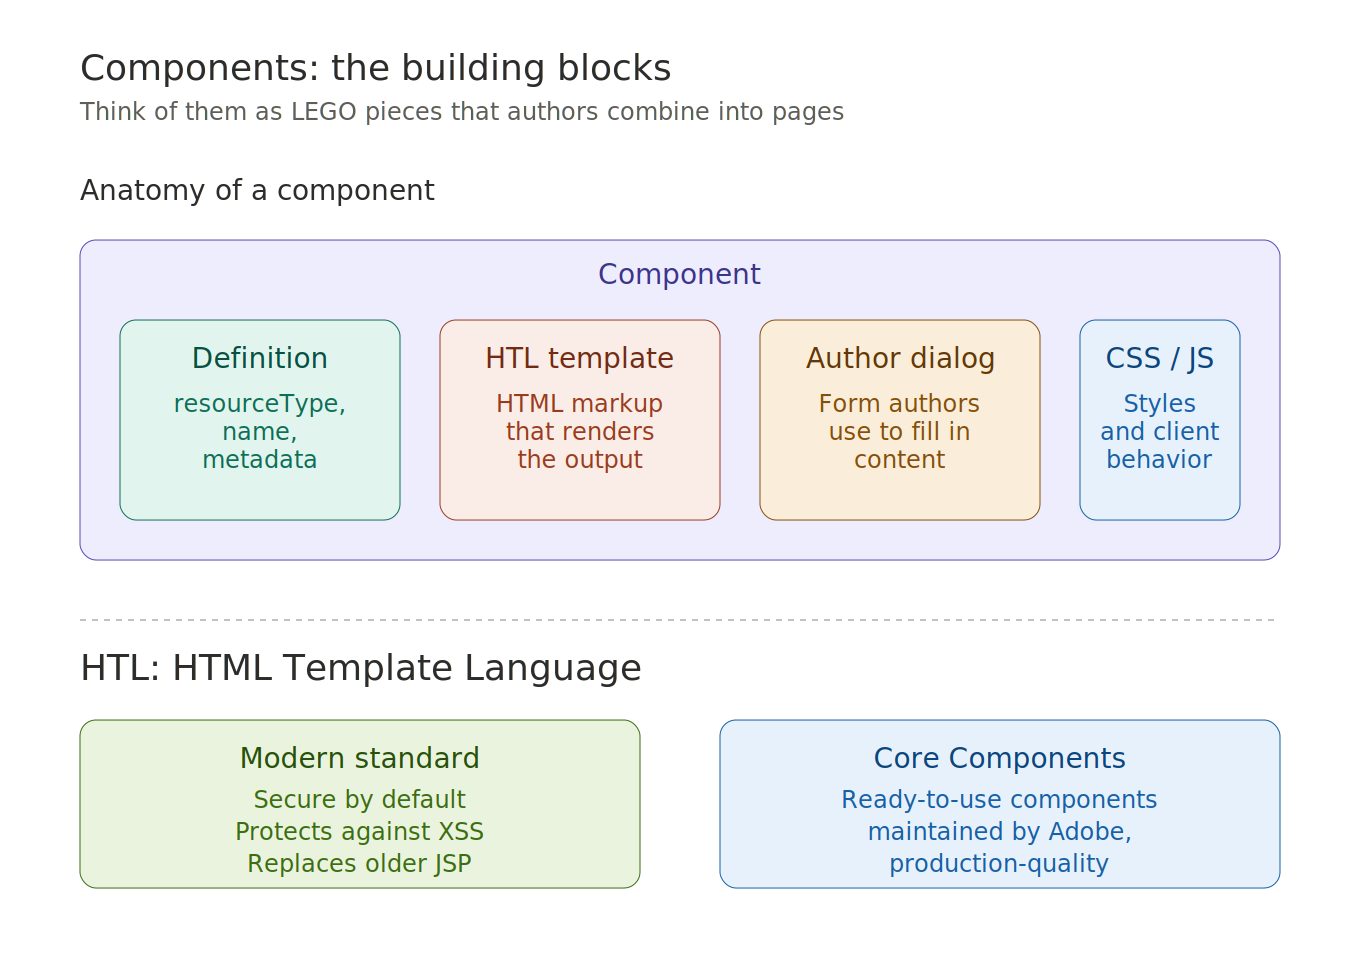 Components: the building blocks
Think of them as LEGO pieces that authors combine into pages
Anatomy of a component
Component
Definition
resourceType,
name,
metadata
HTL template
HTML markup
that renders
the output
Author dialog
Form authors
use to fill in
content
CSS / JS
Styles
and client
behavior
HTL: HTML Template Language
Modern standard
Secure by default
Protects against XSS
Replaces older JSP
Core Components
Ready-to-use components
maintained by Adobe,
production-quality